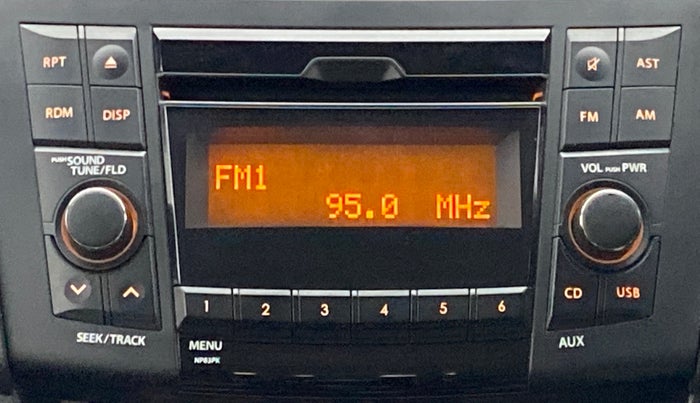 RPT
AST
RDM
DISP
FM
AM
PUSH SOUND
TUNE/FLD
VOL PUSH PWR
FM1
95.0 MHz
CD
USB
1 2 3 4 5 6
SEEK/TRACK
MENU
AUX
NP83PK